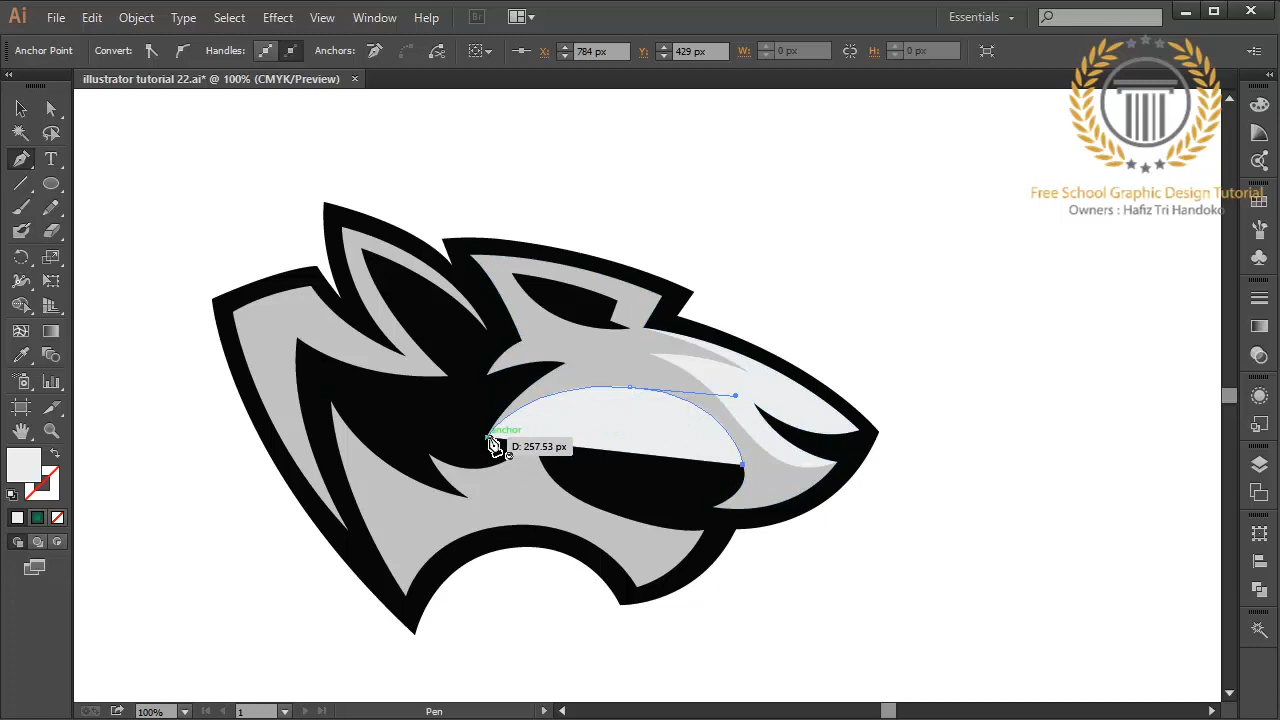 Ai File Edit Object Type Select Effect View Window Help Br Essentials
Anchor Point Convert: Handles: Anchors: X: 784 px Y: 429 px W: 0 px H: 0 px
illustrator tutorial 22.ai* @ 100% (CMYK/Preview)
Free School Graphic Design Tutorial
Owners : Hafiz Tri Handoko
anchor
D: 257.53 px
T
100% 1 Pen